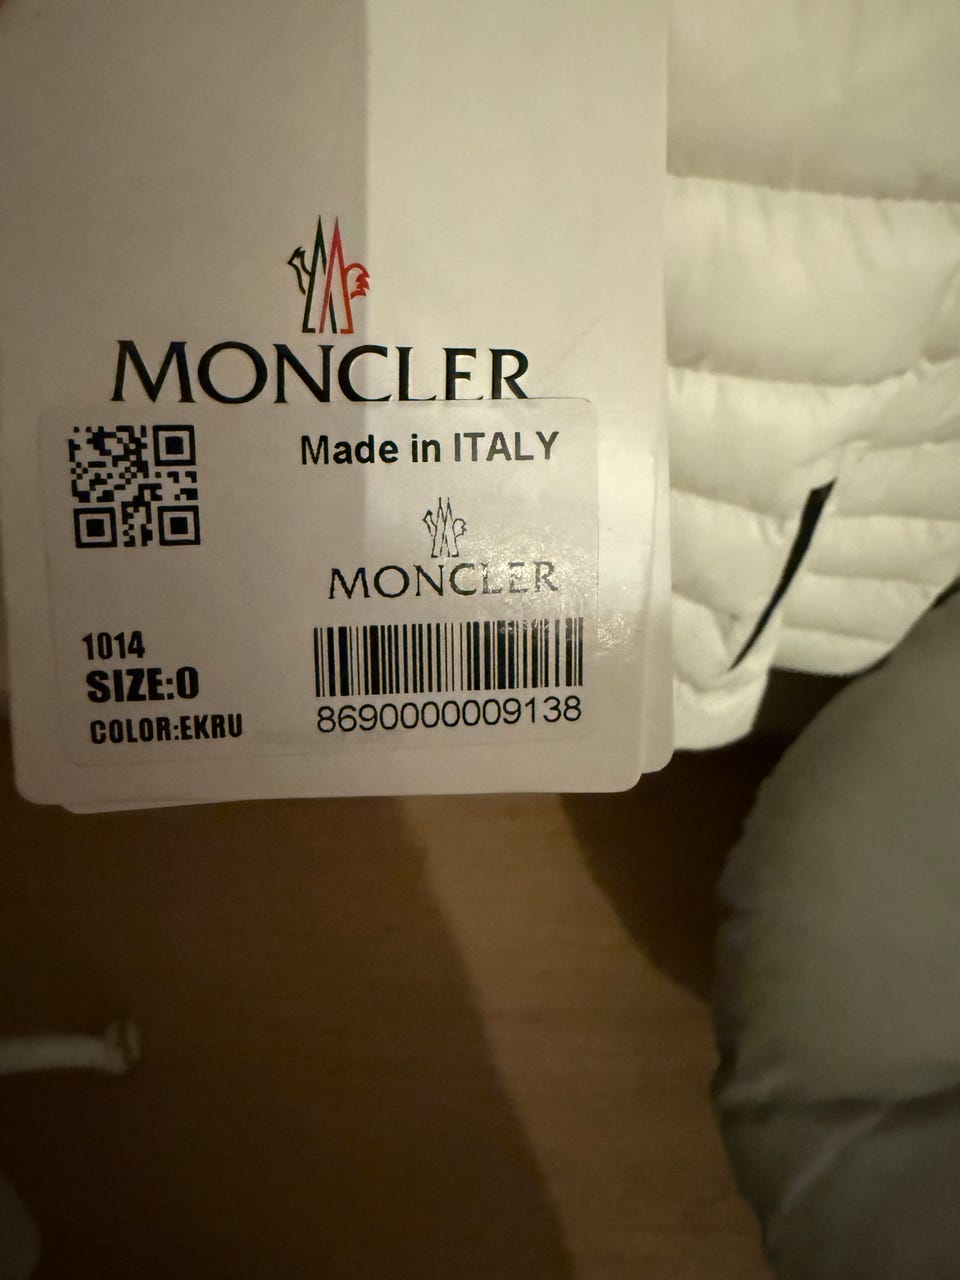 MONCLER
Made in ITALY
MONCLER
1014
SIZE:0
COLOR:EKRU
8690000009138